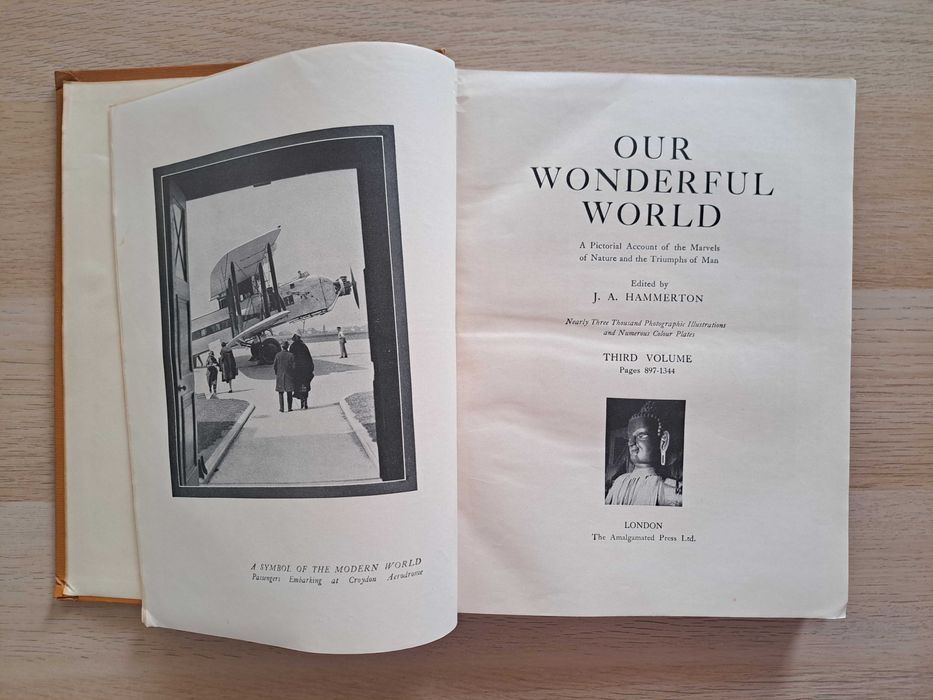 A SYMBOL OF THE MODERN WORLD
Passengers Embarking at Croydon Aerodrome
OUR
WONDERFUL
WORLD
A Pictorial Account of the Marvels
of Nature and the Triumphs of Man
Edited by
J. A. HAMMERTON
Nearly Three Thousand Photographic Illustrations
and Numerous Colour Plates
THIRD VOLUME
Pages 897-1344
LONDON
The Amalgamated Press Ltd.